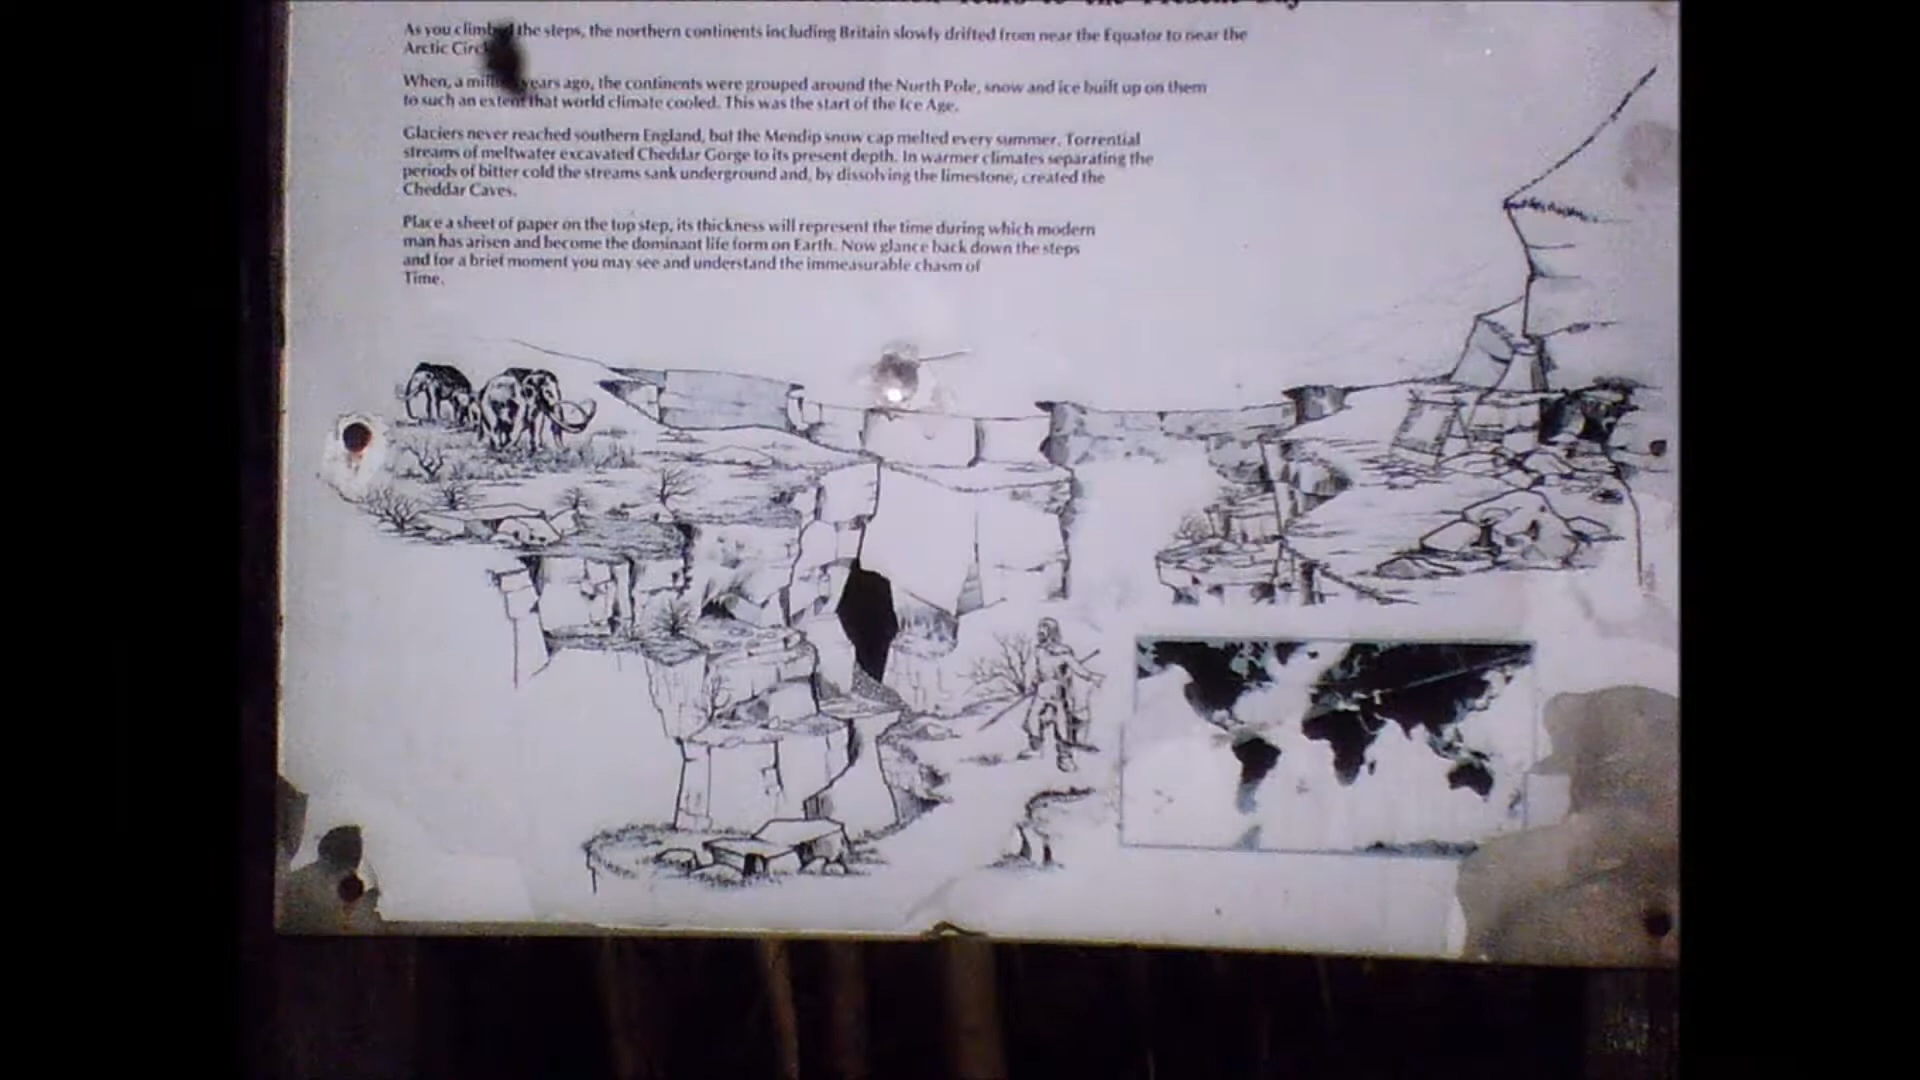 Years to the Present Day
As you climbed the steps, the northern continents including Britain slowly drifted from near the Equator to near the
Arctic Circ
When, a million years ago, the continents were grouped around the North Pole, snow and ice built up on them
to such an extent that world climate cooled. This was the start of the Ice Age.
Glaciers never reached southern England, but the Mendip snow cap melted every summer. Torrential
streams of meltwater excavated Cheddar Gorge to its present depth. In warmer climates separating the
periods of bitter cold the streams sank underground and, by dissolving the limestone, created the
Cheddar Caves.
Place a sheet of paper on the top step, its thickness will represent the time during which modern
man has arisen and become the dominant life form on Earth. Now glance back down the steps
and for a brief moment you may see and understand the immeasurable chasm of
Time.